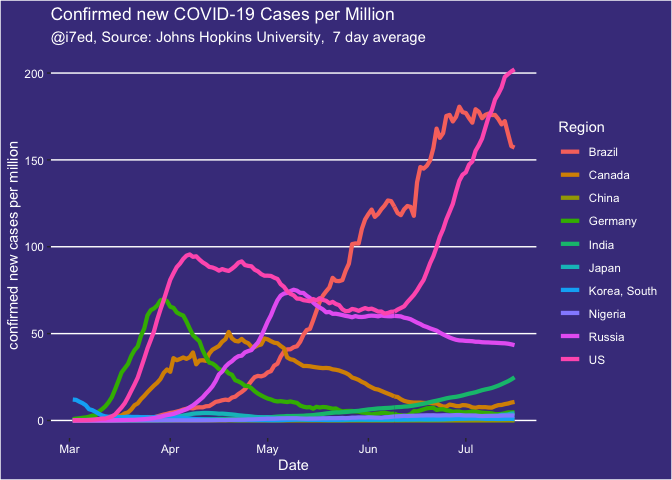 Confirmed new COVID-19 Cases per Million
@i7ed, Source: Johns Hopkins University,  7 day average
confirmed new cases per million
200
150
100
50
0
Mar
Apr
May
Jun
Jul
Date
Region
Brazil
Canada
China
Germany
India
Japan
Korea, South
Nigeria
Russia
US